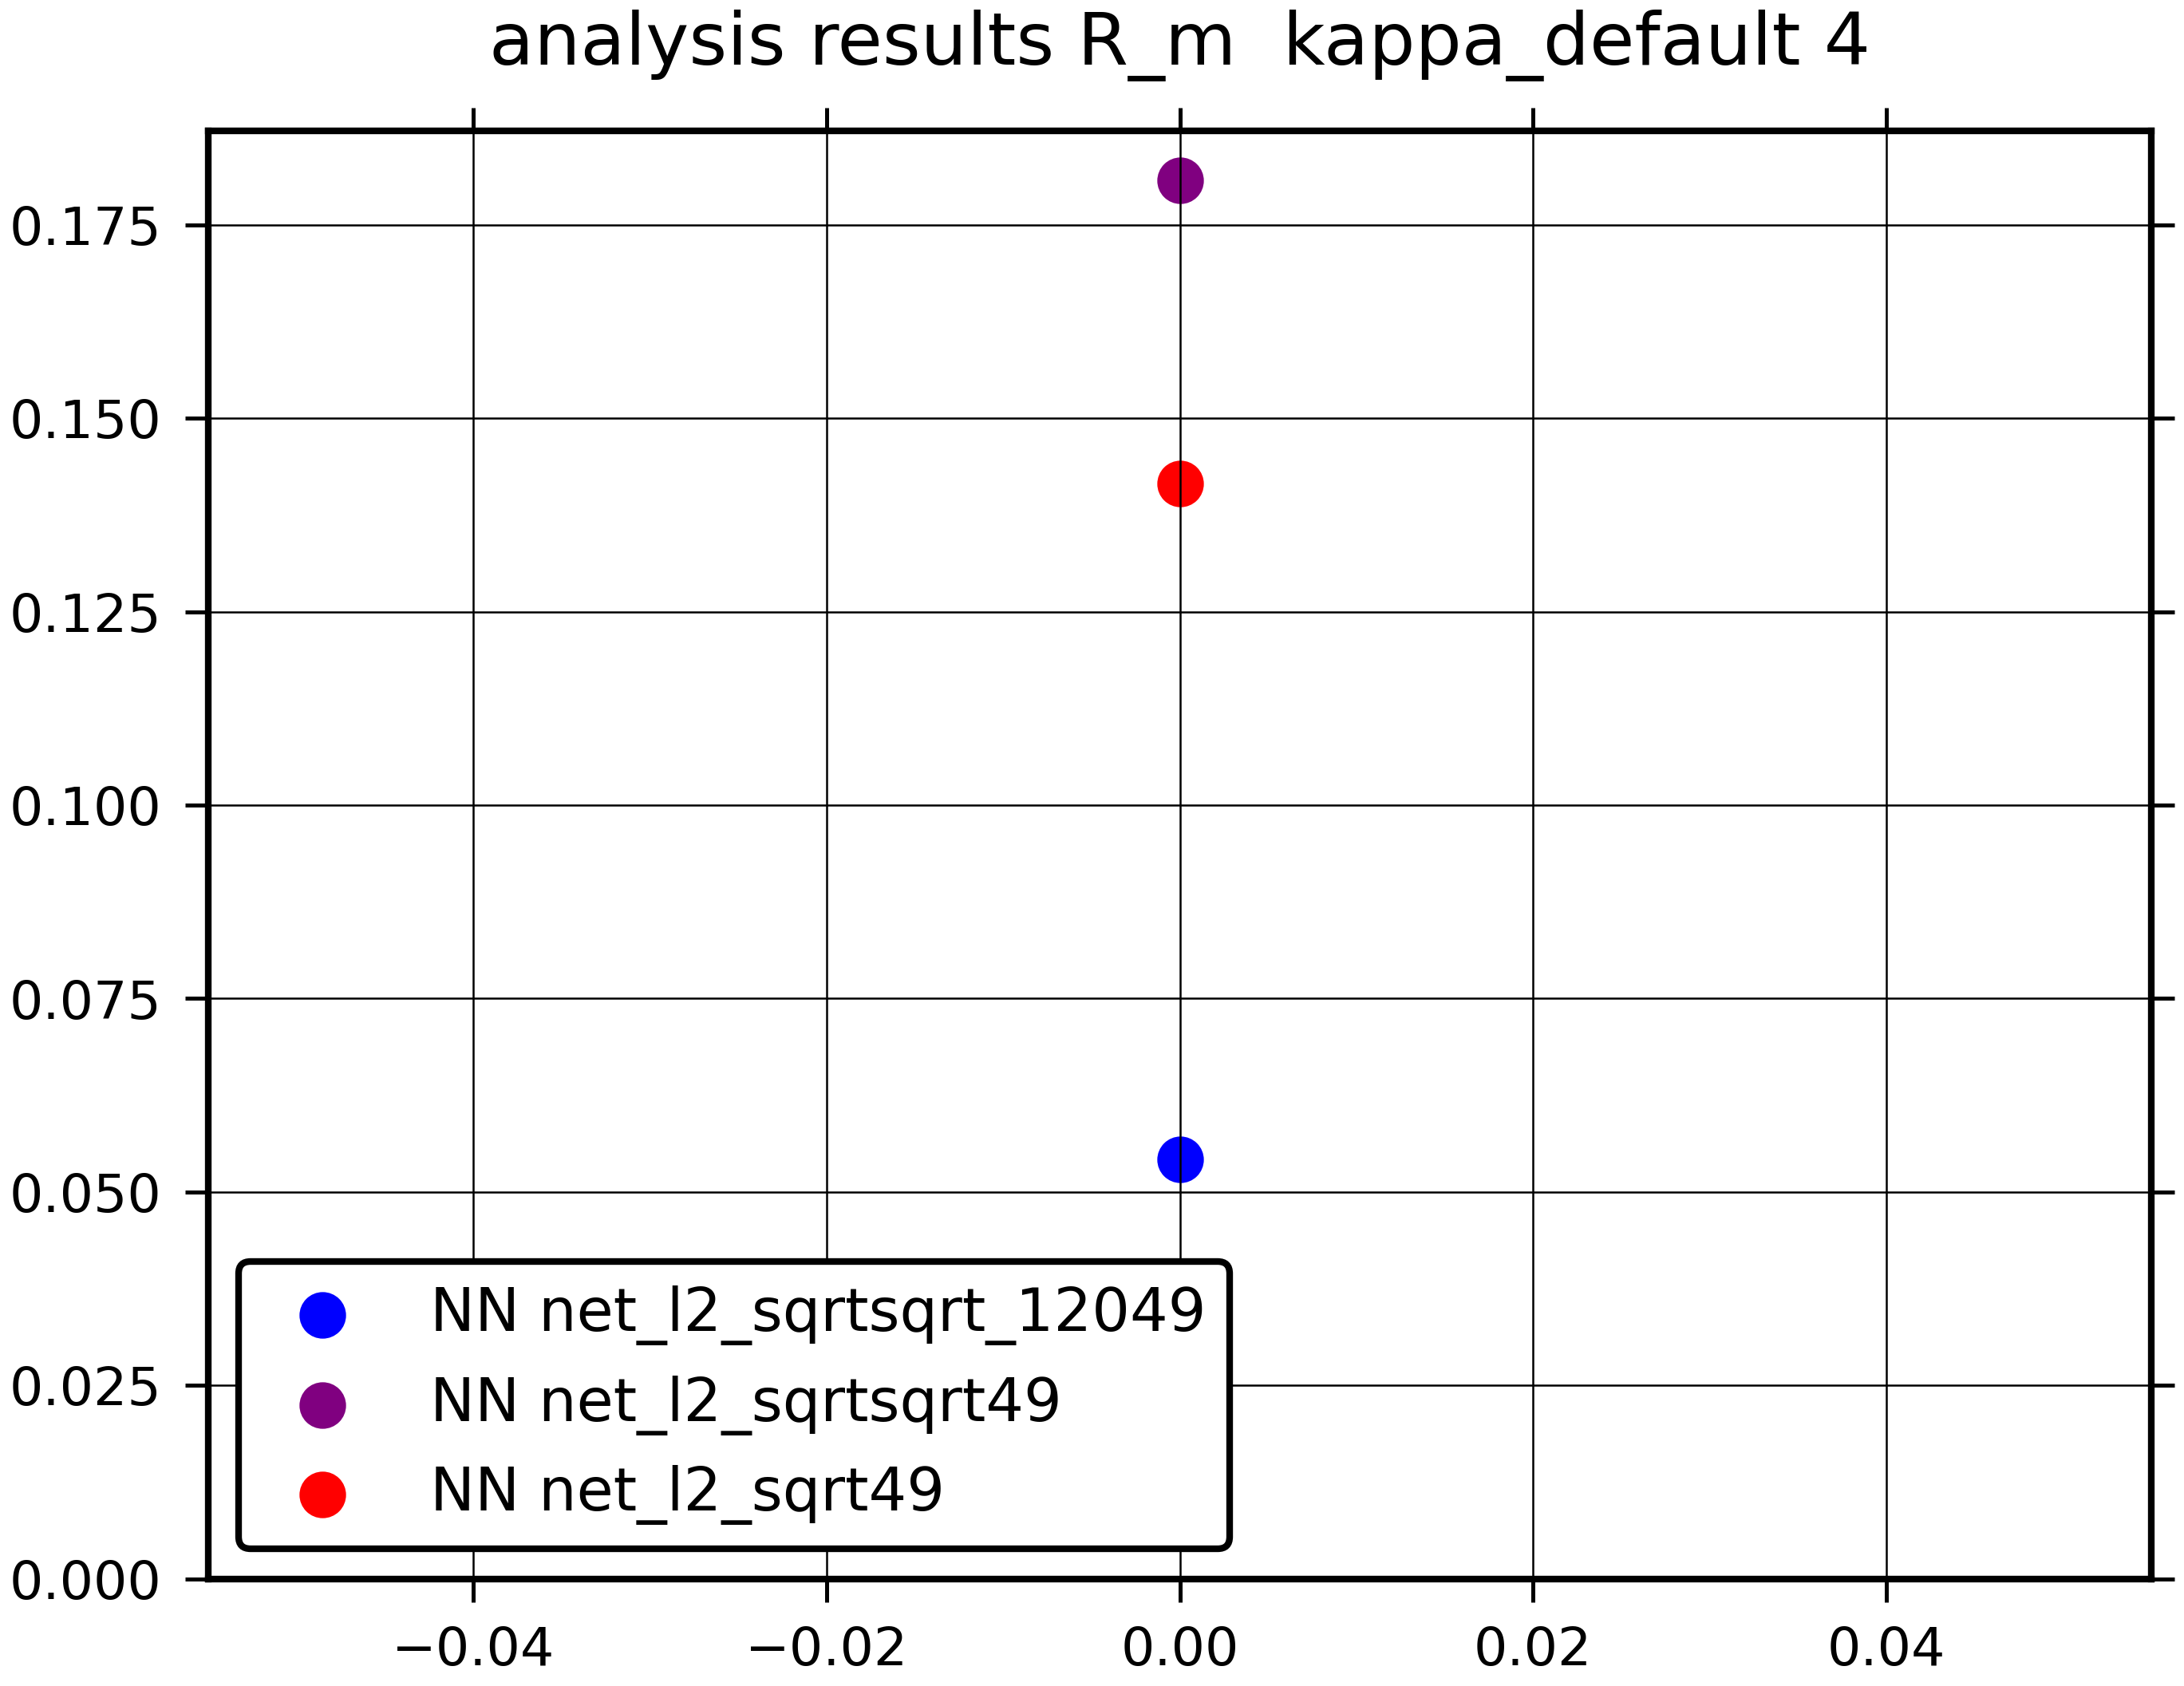 analysis results R_m kappa_default 4
0.175
0.150
0.125
0.100
0.075
0.050
0.025
0.000
NN net_l2_sqrtsqrt_12049
NN net_l2_sqrtsqrt49
NN net_l2_sqrt49
−0.04 −0.02 0.00 0.02 0.04